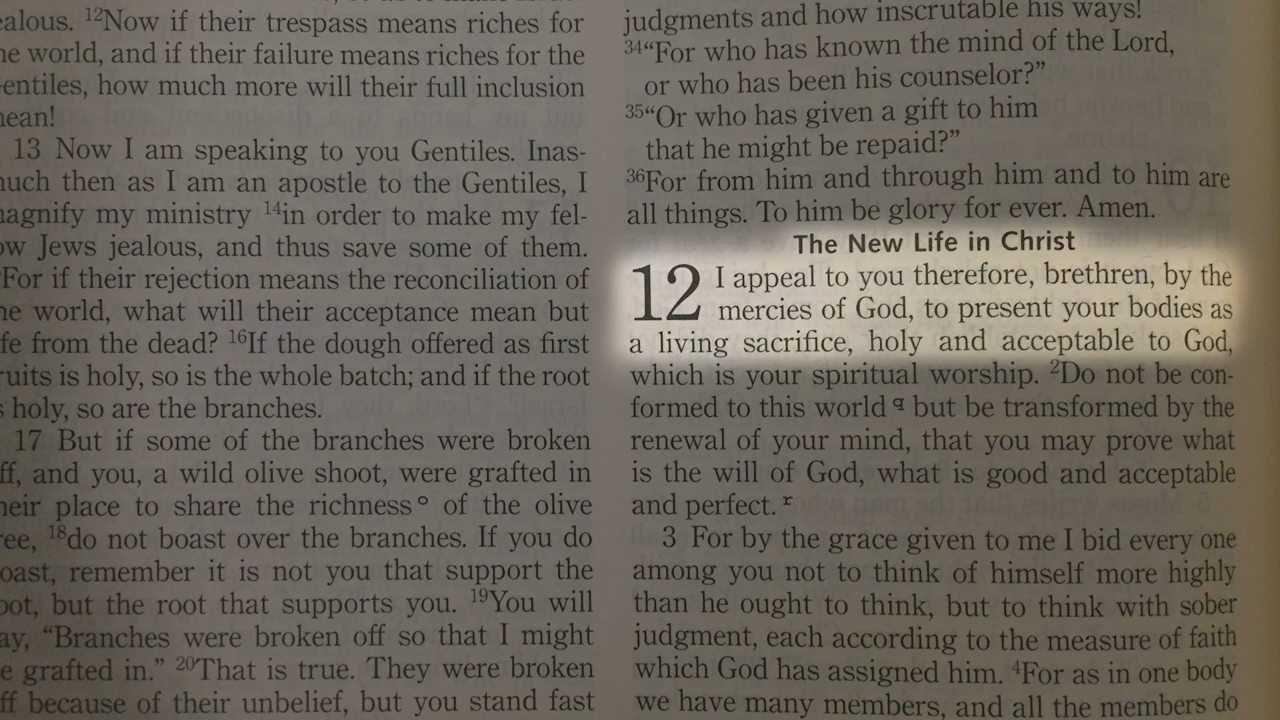 12Now if their trespass means riches for
world, and if their failure means riches for the
how much more will their full inclusion
13 Now I am speaking to you Gentiles. Inas-
then as I am an apostle to the Gentiles, I
my ministry 14in order to make my fel-
Jews jealous, and thus save some of them.
For if their rejection means the reconciliation of
world, what will their acceptance mean but
from the dead? 16If the dough offered as first
is holy, so is the whole batch; and if the root
holy, so are the branches.
17 But if some of the branches were broken
and you, a wild olive shoot, were grafted in
place to share the richness o of the olive
18do not boast over the branches. If you do
remember it is not you that support the
but the root that supports you. 19You will
“Branches were broken off so that I might
grafted in.” 20That is true. They were broken
because of their unbelief, but you stand fast
judgments and how inscrutable his ways!
34“For who has known the mind of the Lord,
or who has been his counselor?”
35“Or who has given a gift to him
that he might be repaid?”
36For from him and through him and to him are
all things. To him be glory for ever. Amen.
The New Life in Christ
12 I appeal to you therefore, brethren, by the
mercies of God, to present your bodies as
a living sacrifice, holy and acceptable to God,
which is your spiritual worship. 2Do not be con-
formed to this world q but be transformed by the
renewal of your mind, that you may prove what
is the will of God, what is good and acceptable
and perfect. r
3 For by the grace given to me I bid every one
among you not to think of himself more highly
than he ought to think, but to think with sober
judgment, each according to the measure of faith
which God has assigned him. 4For as in one body
we have many members, and all the members do